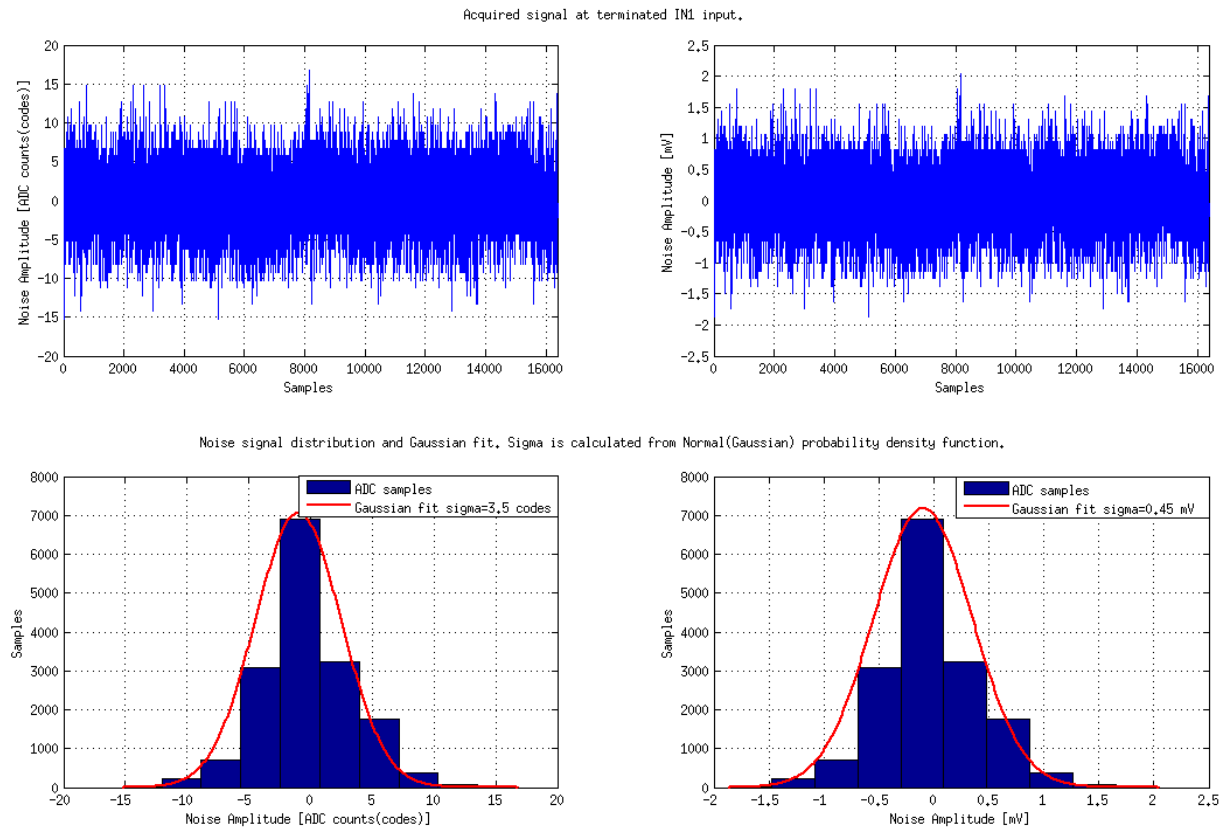 Acquired signal at terminated IN1 input.
20
15
10
5
0
-5
-10
-15
-20
Noise Amplitude [ADC counts(codes)]
0 2000 4000 6000 8000 10000 12000 14000 16000
Samples
2.5
2
1.5
1
0.5
0
-0.5
-1
-1.5
-2
-2.5
Noise Amplitude [mV]
0 2000 4000 6000 8000 10000 12000 14000 16000
Samples
Noise signal distribution and Gaussian fit. Sigma is calculated from Normal(Gaussian) probability density function.
8000
7000
6000
5000
4000
3000
2000
1000
0
Samples
ADC samples
Gaussian fit sigma=3.5 codes
-20 -15 -10 -5 0 5 10 15 20
Noise Amplitude [ADC counts(codes)]
8000
7000
6000
5000
4000
3000
2000
1000
0
Samples
ADC samples
Gaussian fit sigma=0.45 mV
-2 -1.5 -1 -0.5 0 0.5 1 1.5 2 2.5
Noise Amplitude [mV]